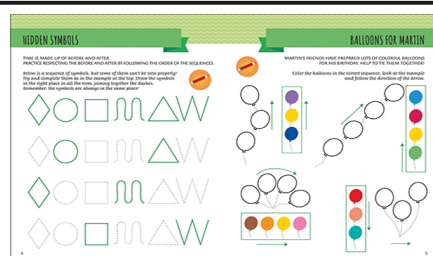 HIDDEN SYMBOLS
TIME IS MADE UP OF BEFORE AND AFTER.
PRACTICE RESPECTING THE BEFORE AND AFTER BY FOLLOWING THE ORDER OF THE SEQUENCES.
Below is a sequence of symbols, but some of them can't be seen properly!
Try and complete them as in the example at the top. Draw the symbols
in the right place in all the rows, joining together the dashes.
Remember: the symbols are always in the same place!
4
BALLOONS FOR MARTIN
MARTIN'S FRIENDS HAVE PREPARED LOTS OF COLORFUL BALLOONS
FOR HIS BIRTHDAY. HELP TO TIE THEM TOGETHER!
Color the balloons in the correct sequence, look at the example
and follow the direction of the arrow.
5